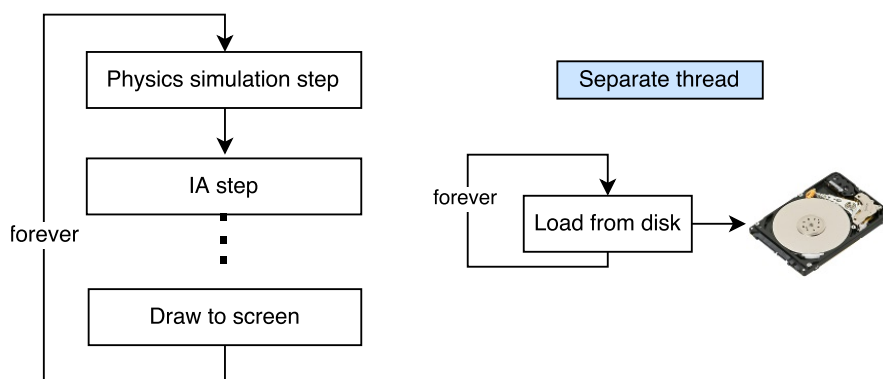 Physics simulation step
IA step
forever
Draw to screen
Separate thread
forever
Load from disk